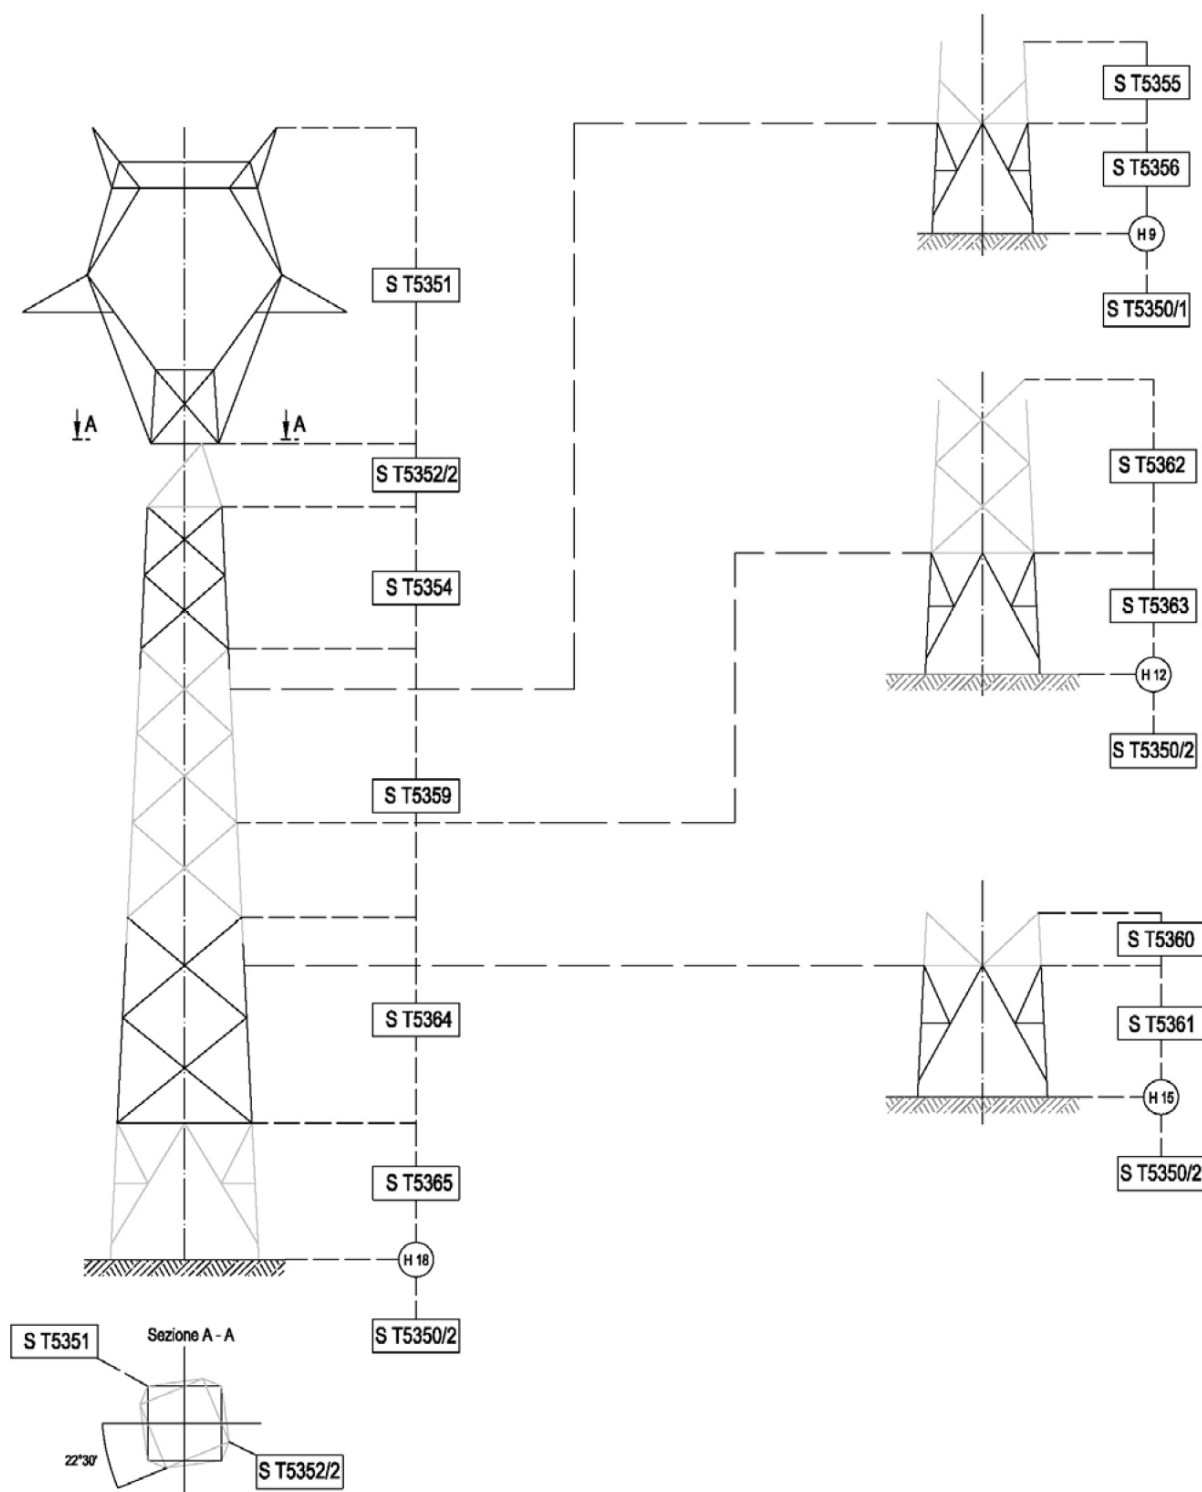 S T5355
S T5356
H 9
S T5350/1
S T5351
A
A
S T5352/2
S T5354
S T5359
S T5364
S T5365
H 18
S T5350/2
S T5362
S T5363
H 12
S T5350/2
S T5360
S T5361
H 15
S T5350/2
Sezione A - A
S T5351
22°30'
S T5352/2